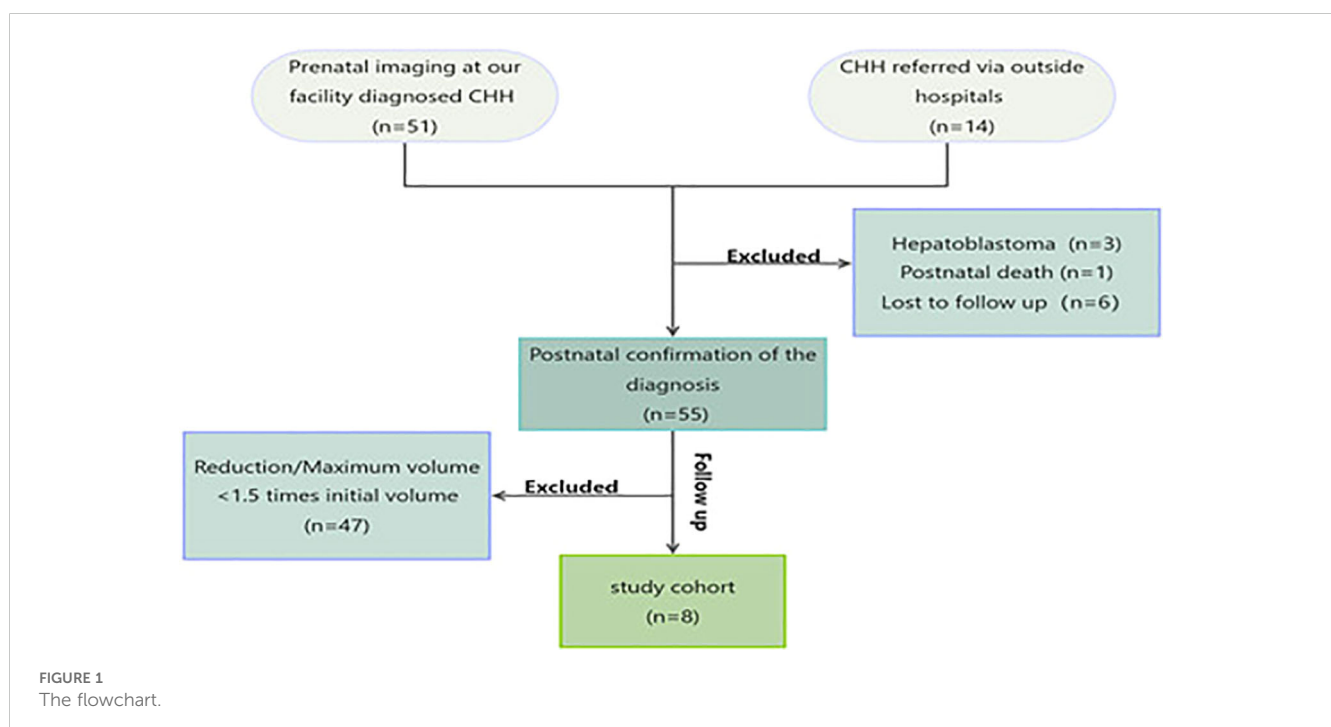 Prenatal imaging at our
facility diagnosed CHH
(n=51)
CHH referred via outside
hospitals
(n=14)
Excluded
Hepatoblastoma (n=3)
Postnatal death (n=1)
Lost to follow up (n=6)
Postnatal confirmation of the
diagnosis
(n=55)
Reduction/Maximum volume
<1.5 times initial volume
(n=47)
Excluded
Follow up
study cohort
(n=8)
FIGURE 1
The flowchart.